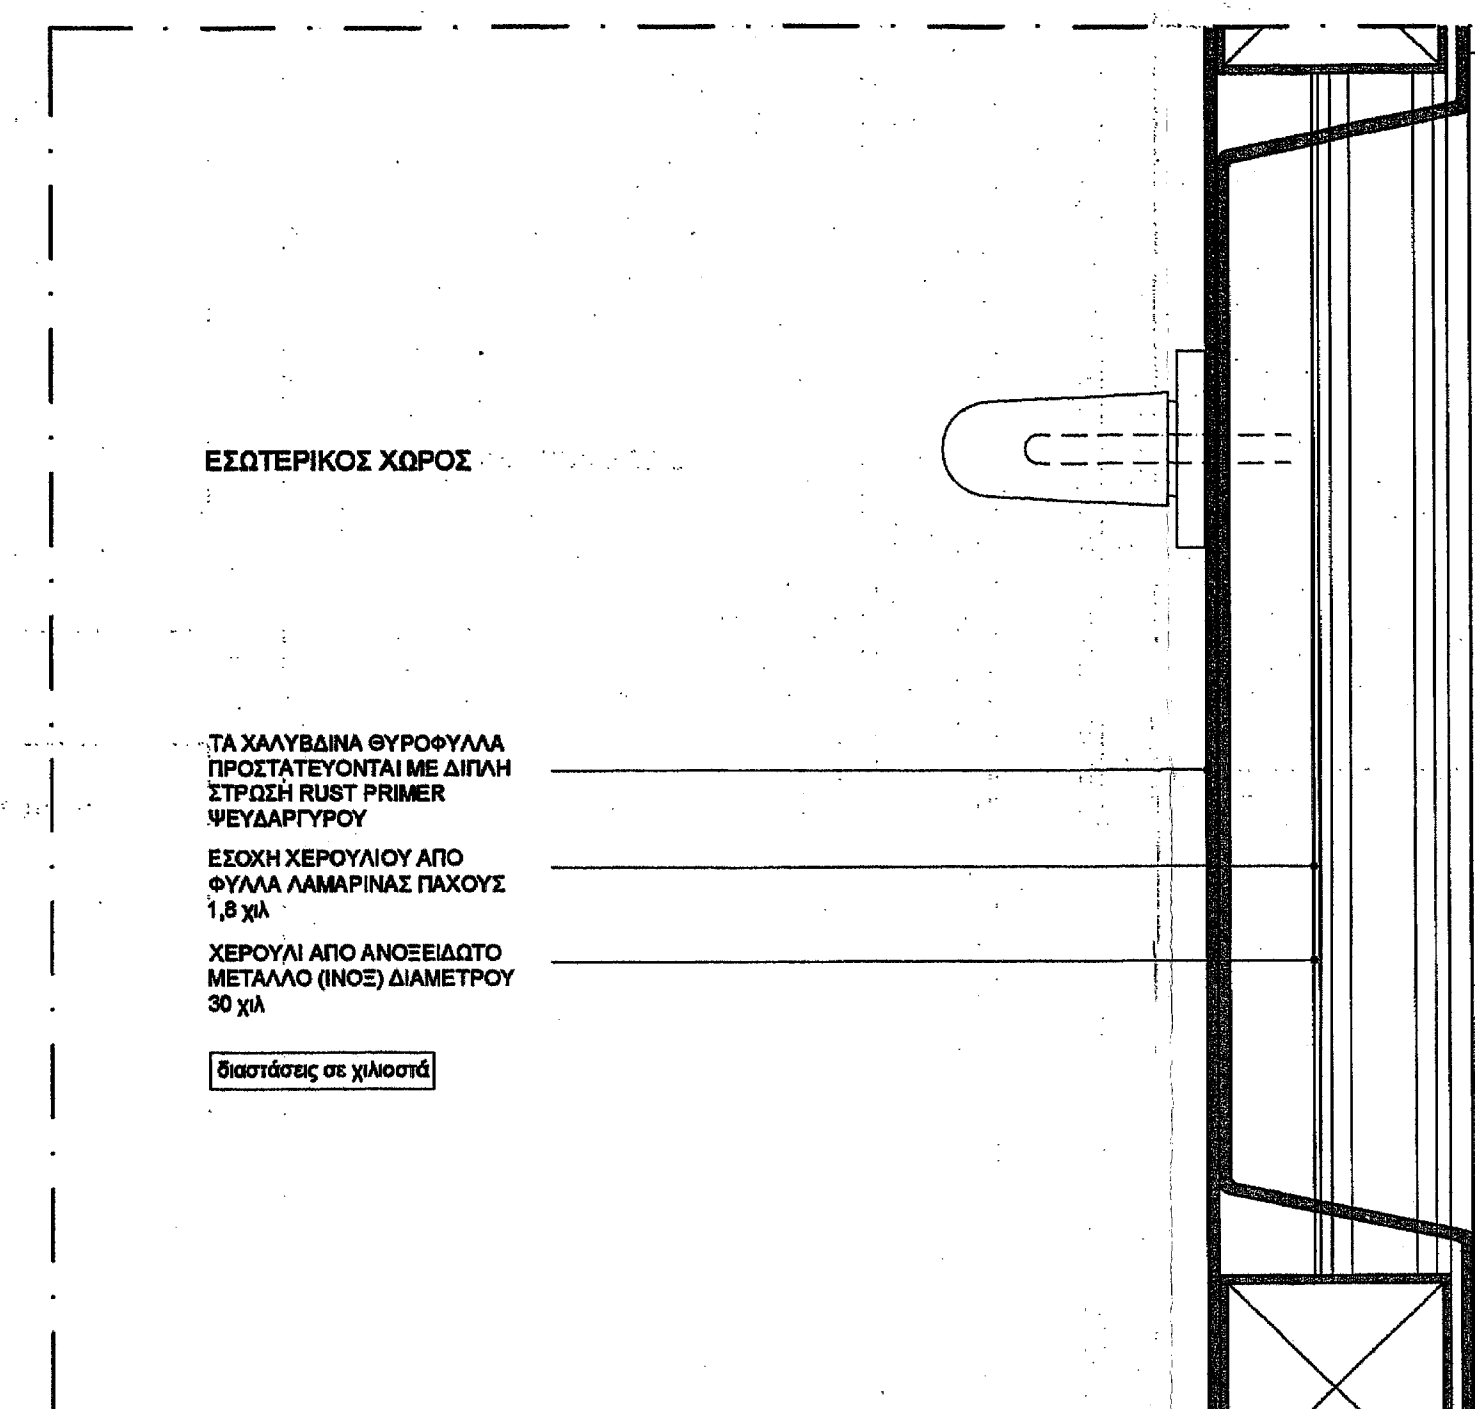 ΕΣΩΤΕΡΙΚΟΣ ΧΩΡΟΣ
ΤΑ ΧΑΛΥΒΔΙΝΑ ΘΥΡΟΦΥΛΛΑ
ΠΡΟΣΤΑΤΕΥΟΝΤΑΙ ΜΕ ΔΙΠΛΗ
ΣΤΡΩΣΗ RUST PRIMER
ΨΕΥΔΑΡΓΥΡΟΥ
ΕΣΟΧΗ ΧΕΡΟΥΛΙΟΥ ΑΠΟ
ΦΥΛΛΑ ΛΑΜΑΡΙΝΑΣ ΠΑΧΟΥΣ
1,8 χιλ
ΧΕΡΟΥΛΙ ΑΠΟ ΑΝΟΞΕΙΔΩΤΟ
ΜΕΤΑΛΛΟ (ΙΝΟΞ) ΔΙΑΜΕΤΡΟΥ
30 χιλ
διαστάσεις σε χιλιοστά